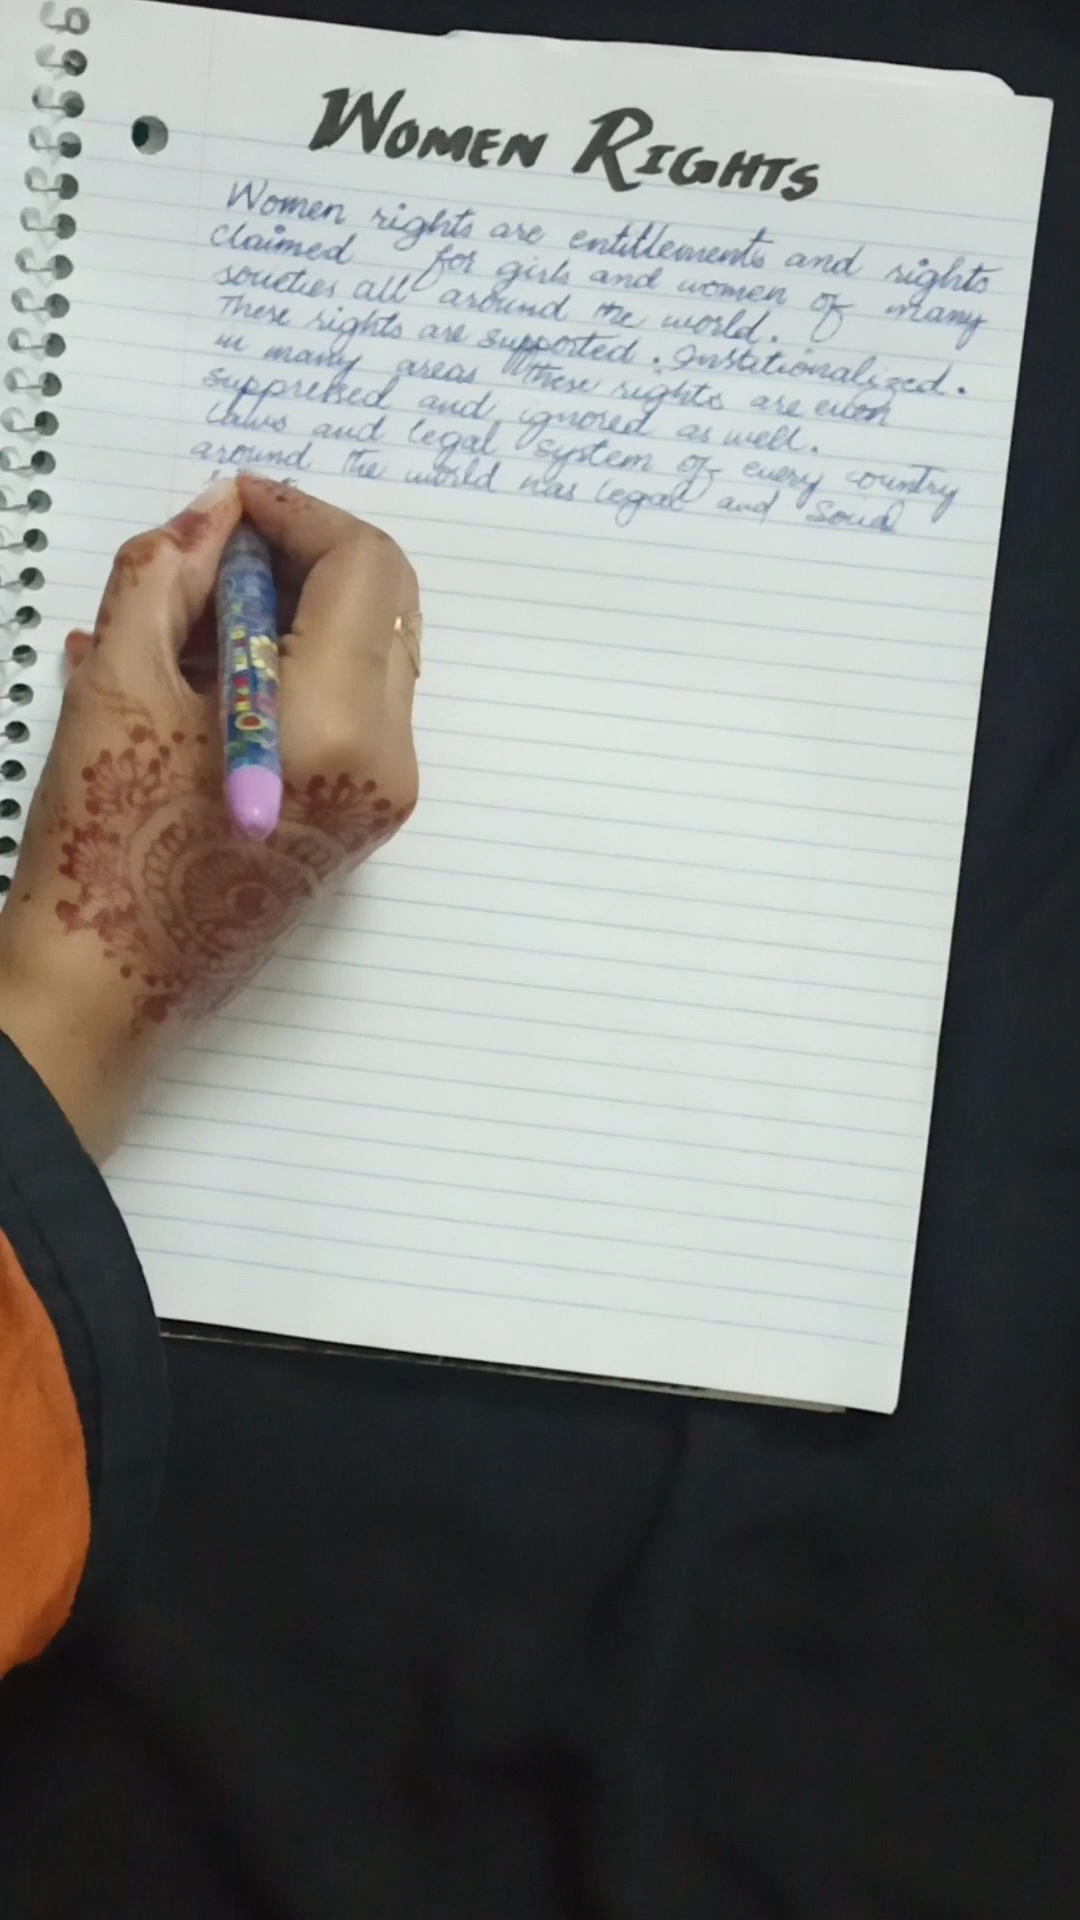 WOMEN RIGHTS
Women rights are entitlements and rights
claimed for girls and women of many
societies all around the world.
These rights are supported. Institionalized.
in many areas these rights are even
suppressed and ignored as well.
Laws and legal system of every country
around the world has legal and social